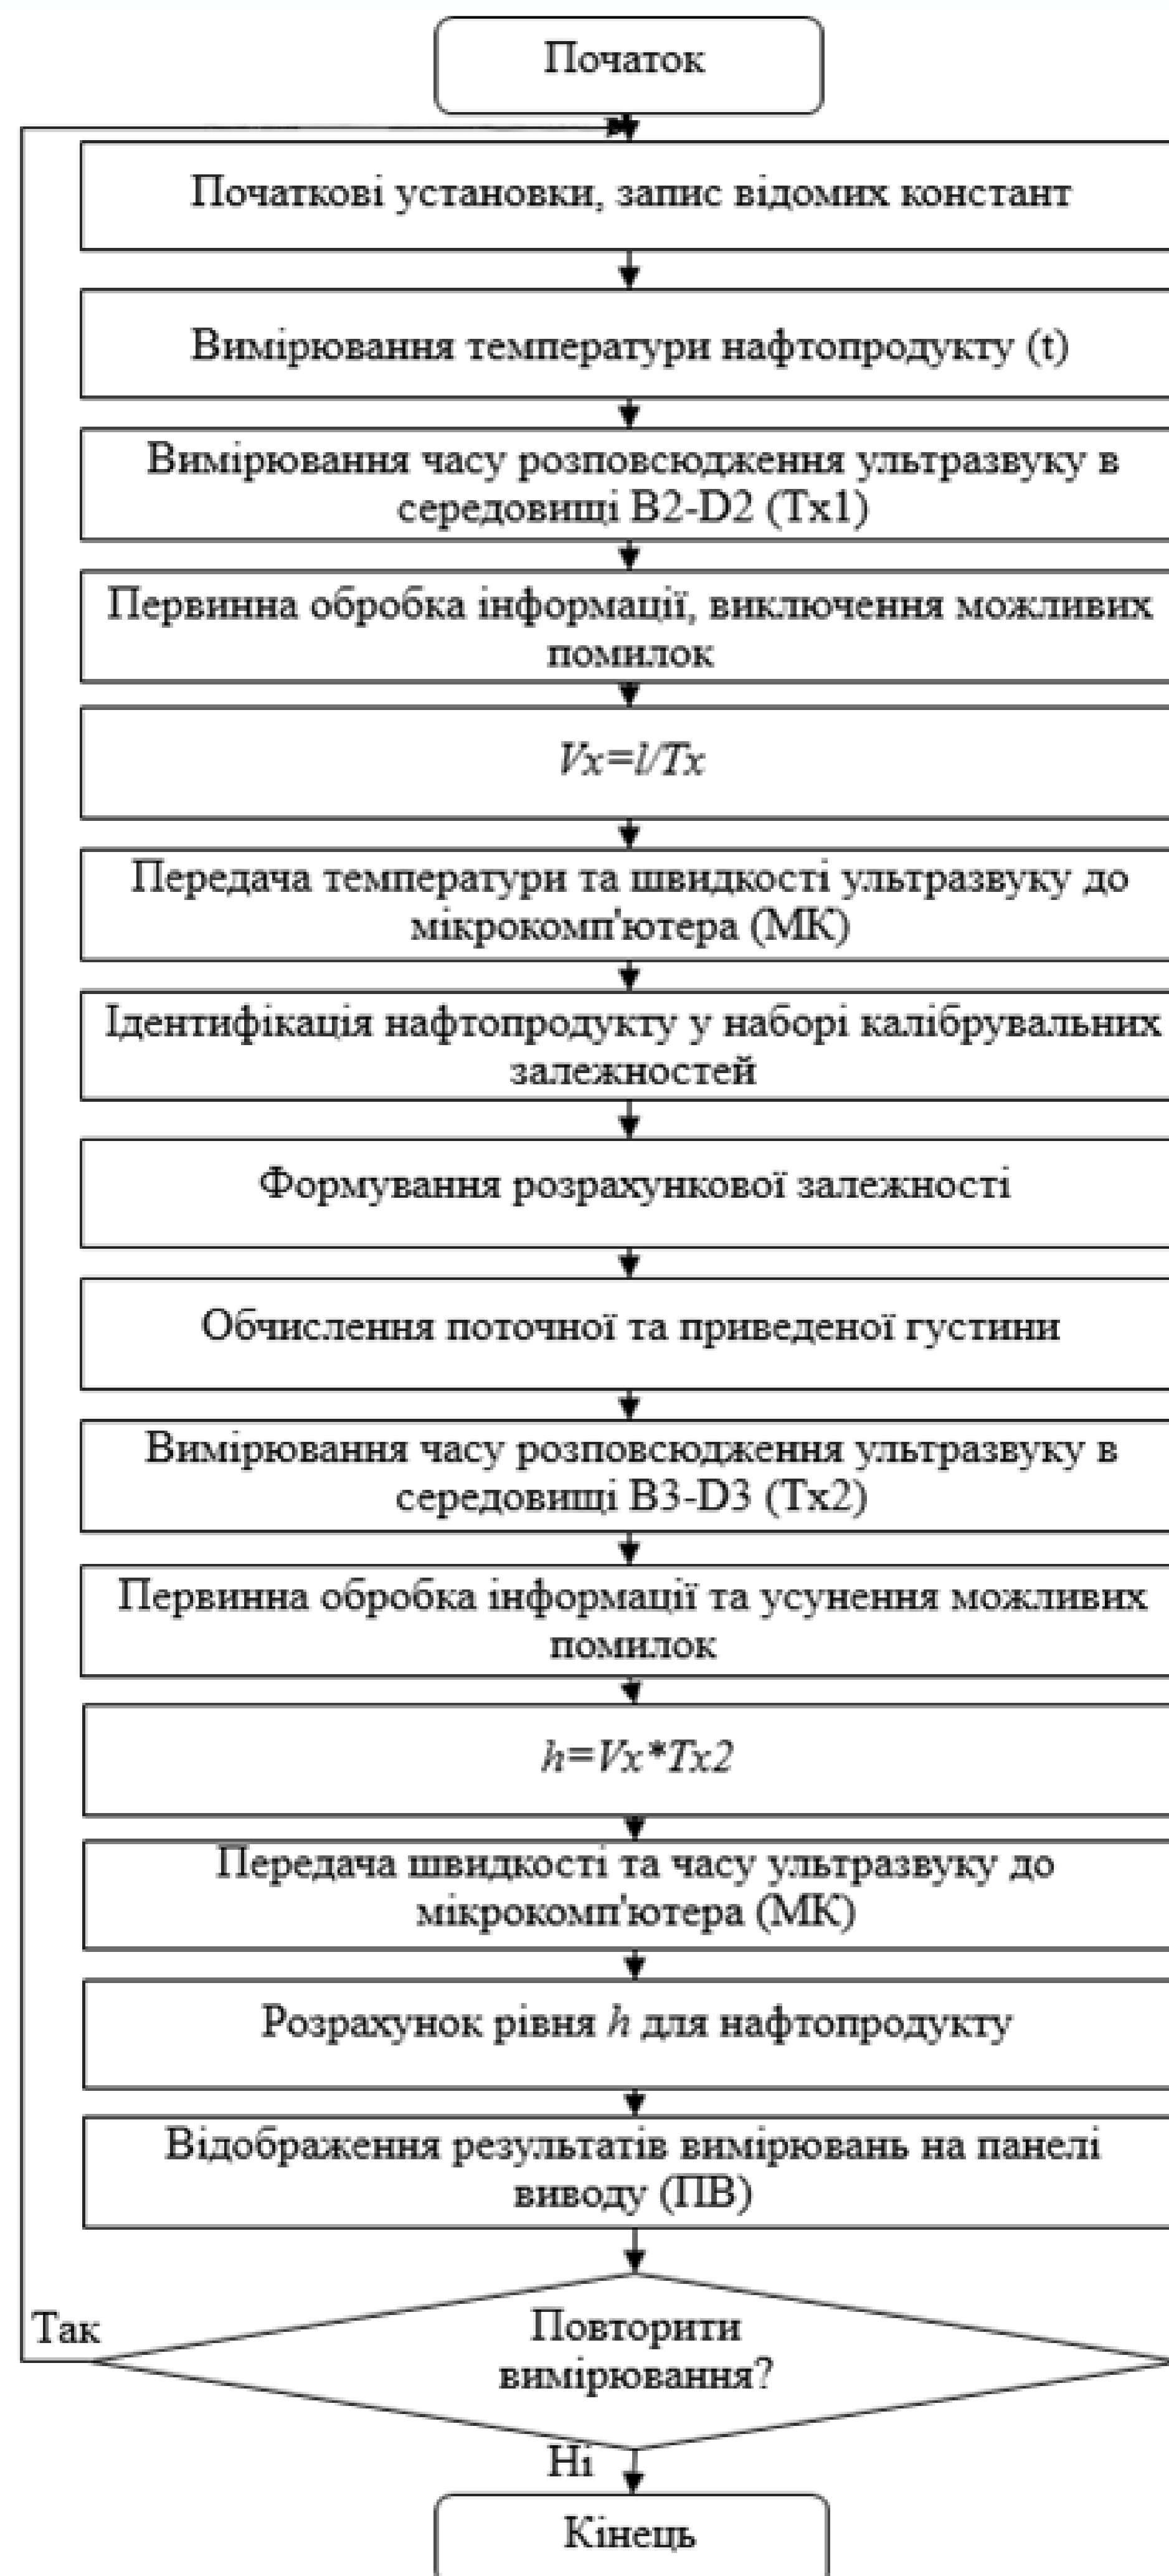 Початок
Початкові установки, запис відомих констант
Вимірювання температури нафтопродукту (t)
Вимірювання часу розповсюдження ультразвуку в
середовищі B2-D2 (Tx1)
Первинна обробка інформації, виключення можливих
помилок
Vx=l/Tx
Передача температури та швидкості ультразвуку до
мікрокомп'ютера (МК)
Ідентифікація нафтопродукту у наборі калібрувальних
залежностей
Формування розрахункової залежності
Обчислення поточної та приведеної густини
Вимірювання часу розповсюдження ультразвуку в
середовищі B3-D3 (Tx2)
Первинна обробка інформації та усунення можливих
помилок
h=Vx*Tx2
Передача швидкості та часу ультразвуку до
мікрокомп'ютера (МК)
Розрахунок рівня h для нафтопродукту
Відображення результатів вимірювань на панелі
виводу (ПВ)
Так
Повторити
вимірювання?
Ні
Кінець